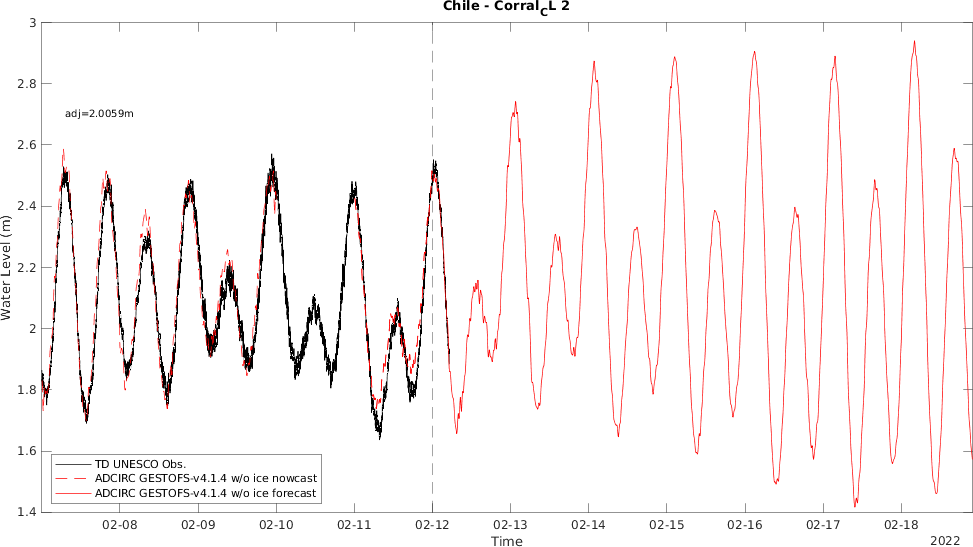 Chile - Corral_CL 2
Water Level (m)
3
2.8
2.6
2.4
2.2
2
1.8
1.6
1.4
adj=2.0059m
TD UNESCO Obs.
ADCIRC GESTOFS-v4.1.4 w/o ice nowcast
ADCIRC GESTOFS-v4.1.4 w/o ice forecast
02-08 02-09 02-10 02-11 02-12 02-13 02-14 02-15 02-16 02-17 02-18
Time
2022